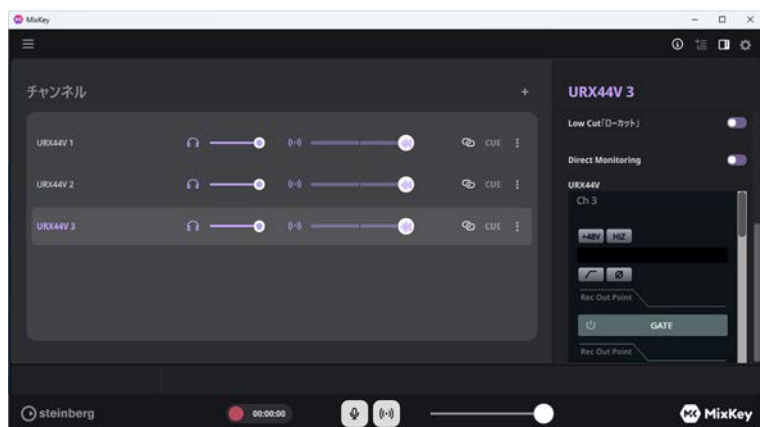 MixKey
チャンネル
+
URX44V 1
CUE
URX44V 2
CUE
URX44V 3
CUE
URX44V 3
Low Cut「ローカット」
Direct Monitoring
URX44V
Ch 3
+48V HiZ
Ø
Rec Out Point
GATE
Rec Out Point
steinberg
00:00:00
MK MixKey